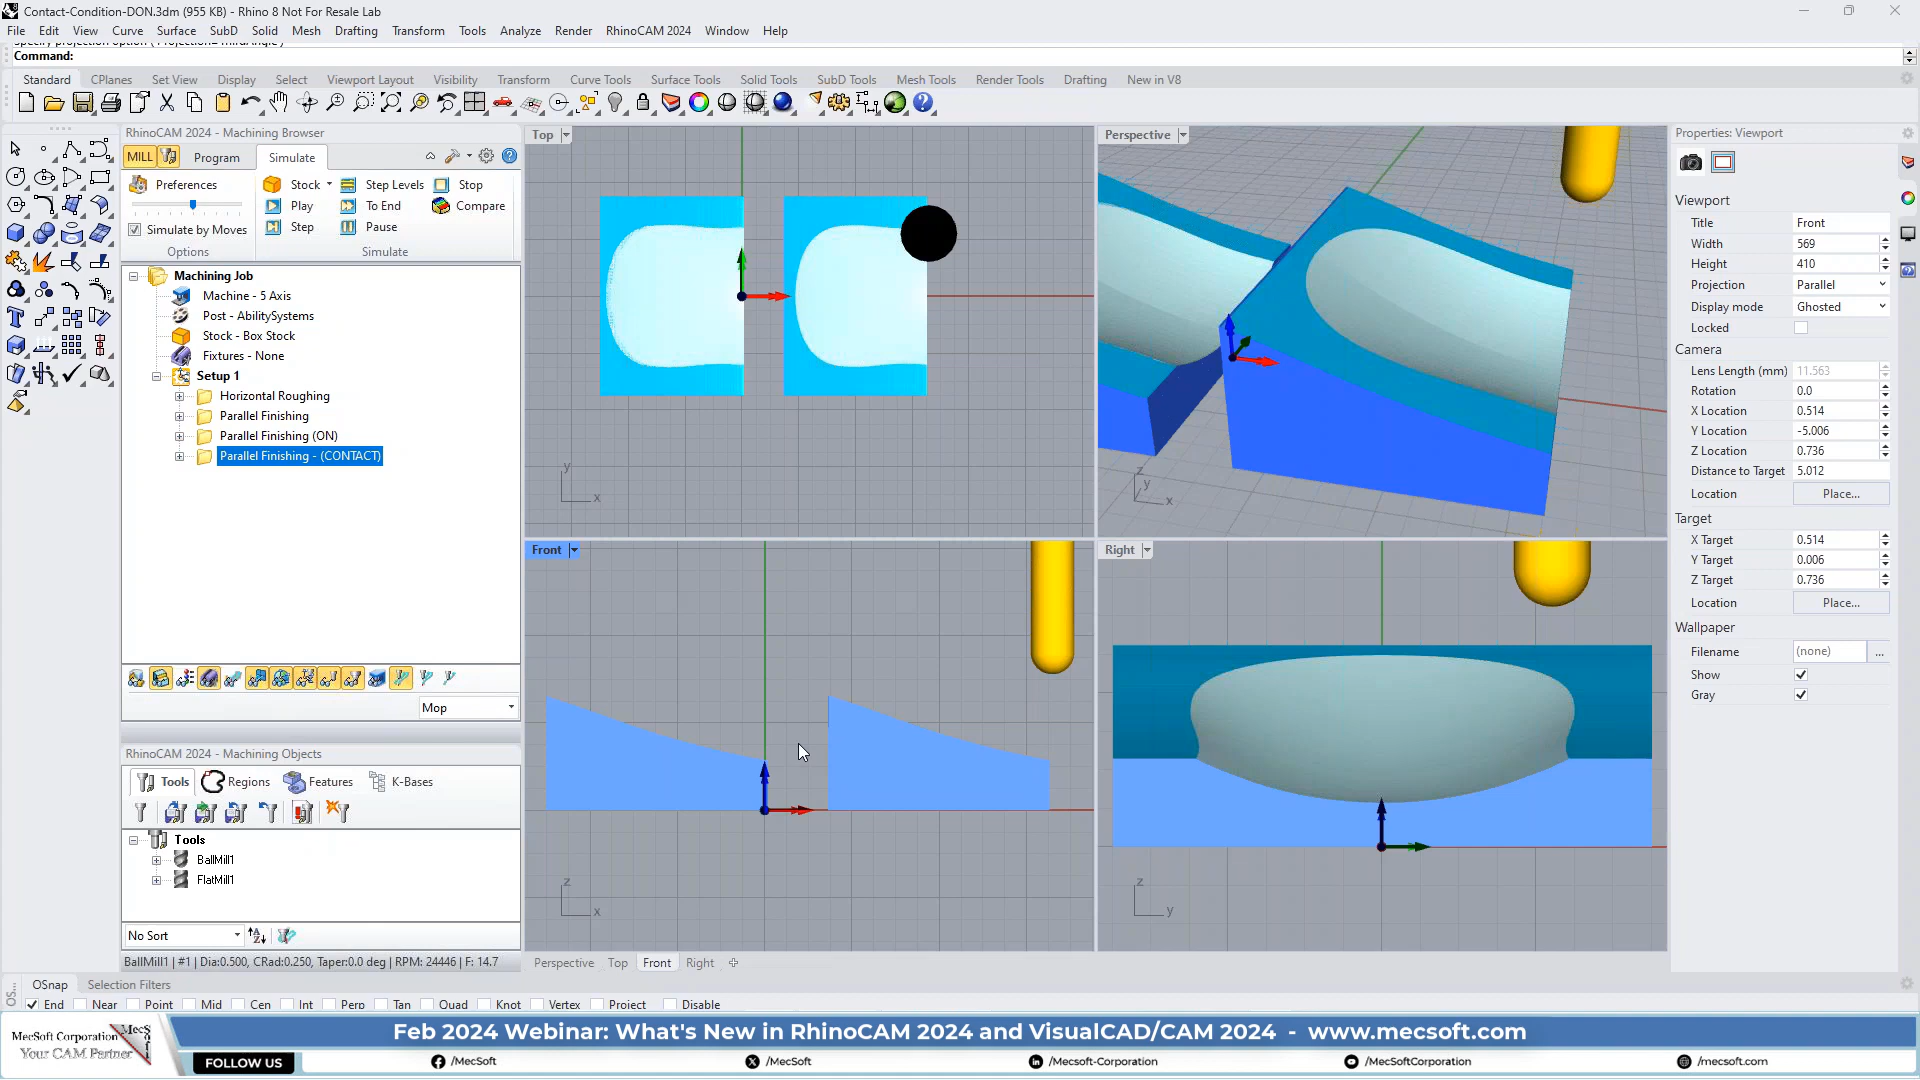 Contact-Condition-DON.3dm (955 KB) - Rhino 8 Not For Resale Lab
File Edit View Curve Surface SubD Solid Mesh Drafting Transform Tools Analyze Render RhinoCAM 2024 Window Help
Command:
Standard CPlanes Set View Display Select Viewport Layout Visibility Transform Curve Tools Surface Tools Solid Tools SubD Tools Mesh Tools Render Tools Drafting New in V8
RhinoCAM 2024 - Machining Browser
MILL Program Simulate
Preferences
Stock Step Levels Stop
Play To End Compare
Simulate by Moves Step Pause
Options Simulate
Machining Job
Machine - 5 Axis
Post - AbilitySystems
Stock - Box Stock
Fixtures - None
Setup 1
Horizontal Roughing
Parallel Finishing
Parallel Finishing (ON)
Parallel Finishing - (CONTACT)
Mop
RhinoCAM 2024 - Machining Objects
Tools Regions Features K-Bases
Tools
BallMill1
FlatMill1
No Sort
BallMill1 | #1 | Dia:0.500, CRad:0.250, Taper:0.0 deg | RPM: 24446 | F: 14.7
Top
y
x
Perspective
z
y
x
Front
z
x
Right
z
y
Perspective Top Front Right
Properties: Viewport
Viewport
Title Front
Width 569
Height 410
Projection Parallel
Display mode Ghosted
Locked
Camera
Lens Length (mm) 11.563
Rotation 0.0
X Location 0.514
Y Location -5.006
Z Location 0.736
Distance to Target 5.012
Location Place...
Target
X Target 0.514
Y Target 0.006
Z Target 0.736
Location Place...
Wallpaper
Filename (none) ...
Show
Gray
OSnap Selection Filters
End Near Point Mid Cen Int Perp Tan Quad Knot Vertex Project Disable
MecSoft Corporation
Your CAM Partner
MecS
soft
Feb 2024 Webinar: What's New in RhinoCAM 2024 and VisualCAD/CAM 2024 - www.mecsoft.com
FOLLOW US /MecSoft /MecSoft /Mecsoft-Corporation /MecSoftCorporation /mecsoft.com